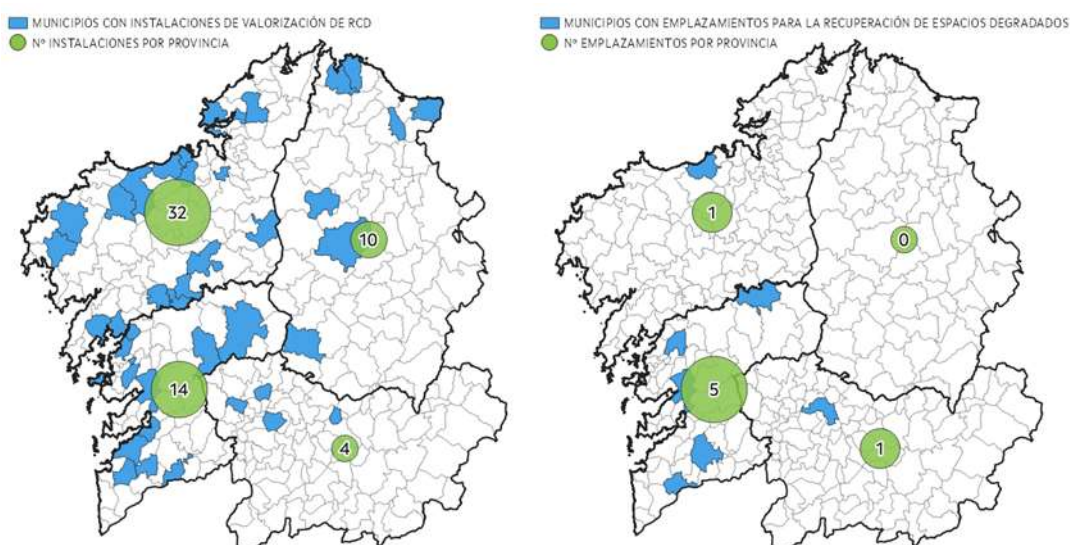 MUNICIPIOS CON INSTALACIONES DE VALORIZACIÓN DE RCD
Nº INSTALACIONES POR PROVINCIA
32
10
14
4
MUNICIPIOS CON EMPLAZAMIENTOS PARA LA RECUPERACIÓN DE ESPACIOS DEGRADADOS
Nº EMPLAZAMIENTOS POR PROVINCIA
1
0
5
1